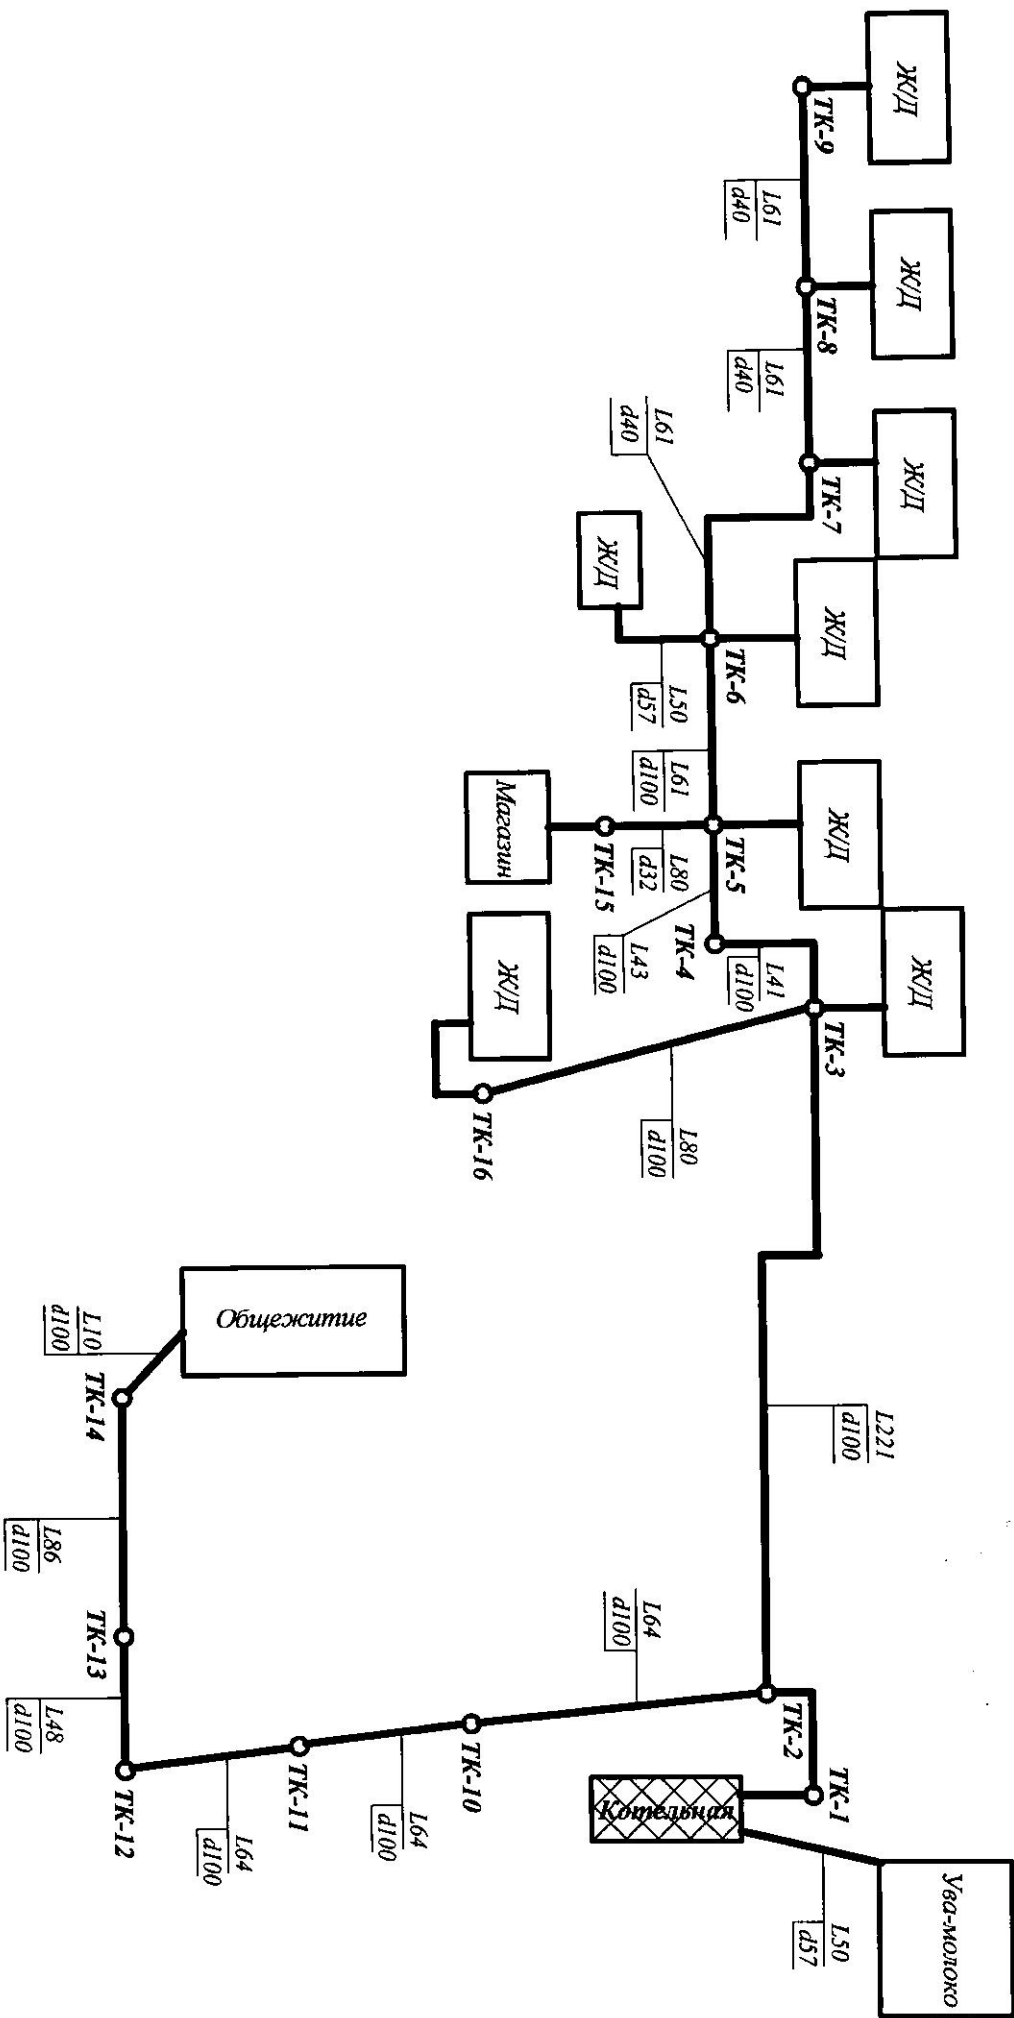 Ж/Д
ТК-9
L61
d40
Ж/Д
ТК-8
L61
d40
Ж/Д
ТК-7
L61
d40
Ж/Д
Ж/Д
ТК-6
L50
d57
L61
d100
Ж/Д
ТК-5
L80
d32
ТК-15
Магазин
L43
d100
ТК-4
L41
d100
Ж/Д
ТК-3
Ж/Д
L80
d100
ТК-16
L221
d100
Общежитие
L10
d100
ТК-14
L86
d100
ТК-13
L48
d100
ТК-12
L64
d100
ТК-11
L64
d100
ТК-10
L64
d100
ТК-2
ТК-1
Котельная
L50
d57
Ува-молоко